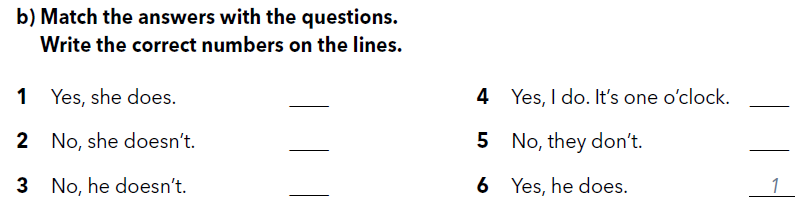 b) Match the answers with the questions.
Write the correct numbers on the lines.
1 Yes, she does. ____
2 No, she doesn't. ____
3 No, he doesn't. ____
4 Yes, I do. It's one o'clock. ____
5 No, they don't. ____
6 Yes, he does. 1